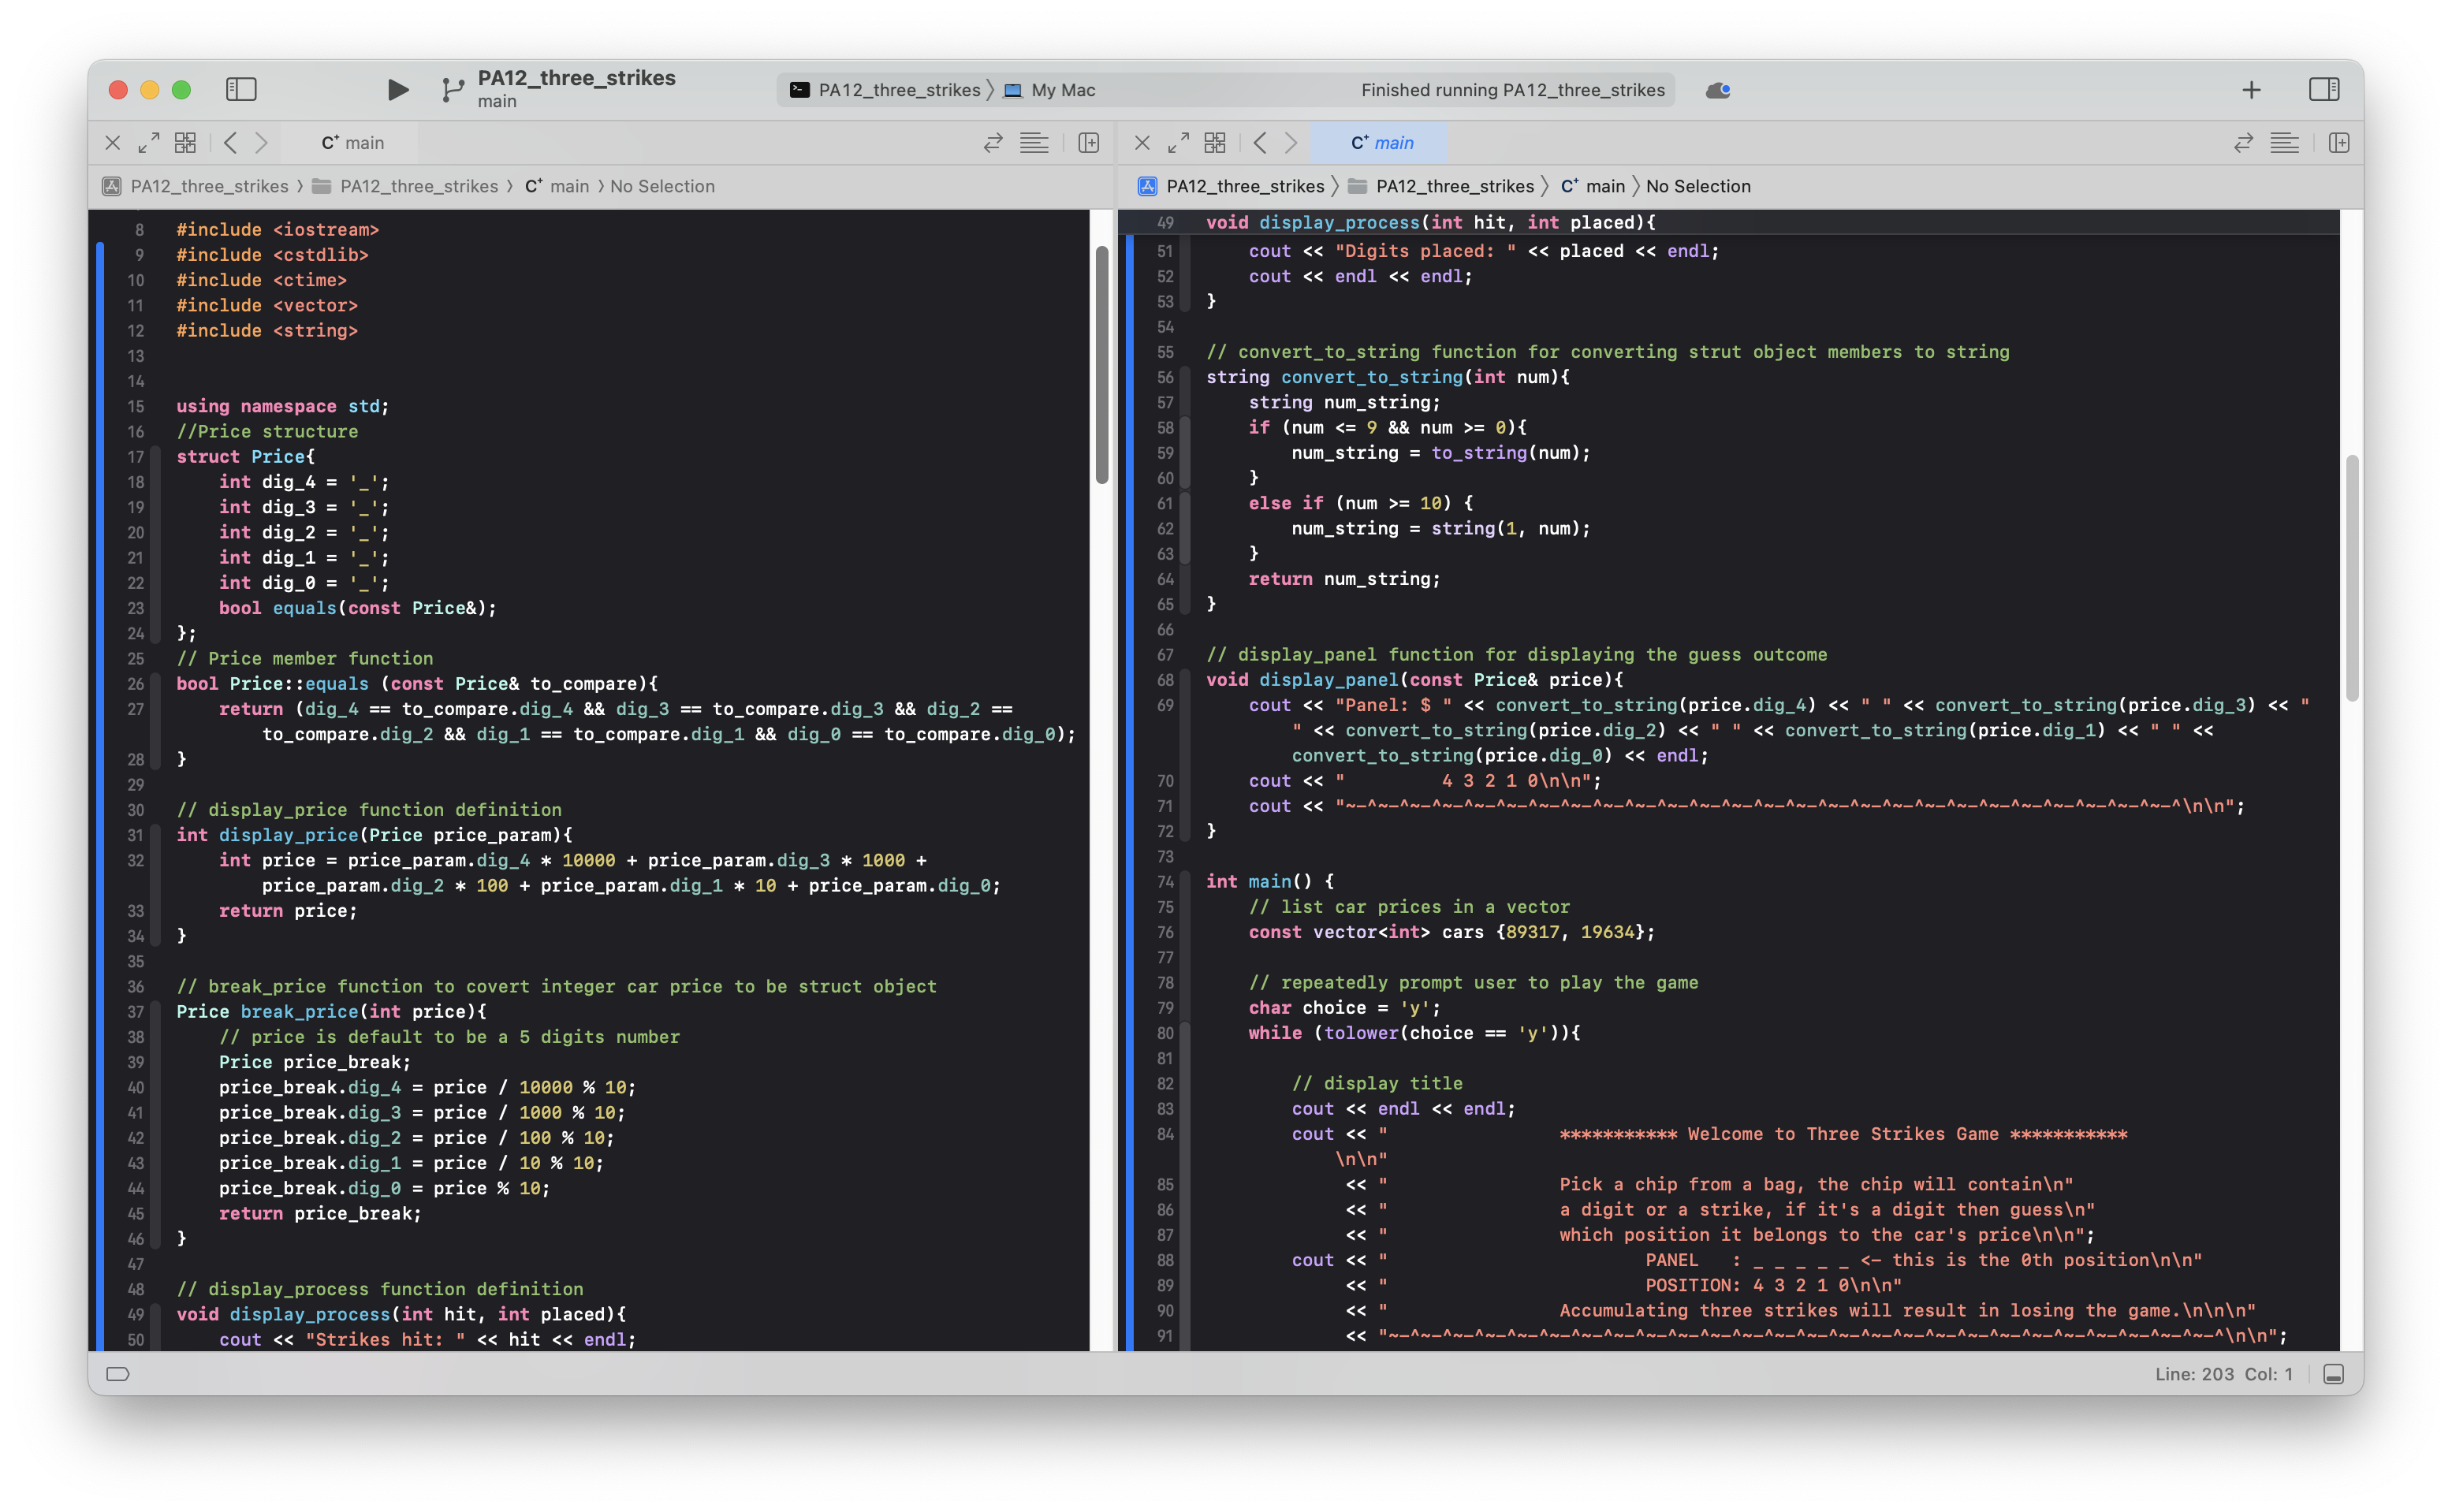 PA12_three_strikes
main
PA12_three_strikes 〉 My Mac
Finished running PA12_three_strikes
C+ main
PA12_three_strikes 〉 PA12_three_strikes 〉 C+ main 〉 No Selection
8 #include <iostream>
9 #include <cstdlib>
10 #include <ctime>
11 #include <vector>
12 #include <string>
13
14
15 using namespace std;
16 //Price structure
17 struct Price{
18     int dig_4 = '_';
19     int dig_3 = '_';
20     int dig_2 = '_';
21     int dig_1 = '_';
22     int dig_0 = '_';
23     bool equals(const Price&);
24 };
25 // Price member function
26 bool Price::equals (const Price& to_compare){
27     return (dig_4 == to_compare.dig_4 && dig_3 == to_compare.dig_3 && dig_2 ==
        to_compare.dig_2 && dig_1 == to_compare.dig_1 && dig_0 == to_compare.dig_0);
28 }
29
30 // display_price function definition
31 int display_price(Price price_param){
32     int price = price_param.dig_4 * 10000 + price_param.dig_3 * 1000 +
        price_param.dig_2 * 100 + price_param.dig_1 * 10 + price_param.dig_0;
33     return price;
34 }
35
36 // break_price function to covert integer car price to be struct object
37 Price break_price(int price){
38     // price is default to be a 5 digits number
39     Price price_break;
40     price_break.dig_4 = price / 10000 % 10;
41     price_break.dig_3 = price / 1000 % 10;
42     price_break.dig_2 = price / 100 % 10;
43     price_break.dig_1 = price / 10 % 10;
44     price_break.dig_0 = price % 10;
45     return price_break;
46 }
47
48 // display_process function definition
49 void display_process(int hit, int placed){
50     cout << "Strikes hit: " << hit << endl;
C+ main
PA12_three_strikes 〉 PA12_three_strikes 〉 C+ main 〉 No Selection
49 void display_process(int hit, int placed){
51     cout << "Digits placed: " << placed << endl;
52     cout << endl << endl;
53 }
54
55 // convert_to_string function for converting strut object members to string
56 string convert_to_string(int num){
57     string num_string;
58     if (num <= 9 && num >= 0){
59         num_string = to_string(num);
60     }
61     else if (num >= 10) {
62         num_string = string(1, num);
63     }
64     return num_string;
65 }
66
67 // display_panel function for displaying the guess outcome
68 void display_panel(const Price& price){
69     cout << "Panel: $ " << convert_to_string(price.dig_4) << " " << convert_to_string(price.dig_3) << "
        " << convert_to_string(price.dig_2) << " " << convert_to_string(price.dig_1) << " " <<
        convert_to_string(price.dig_0) << endl;
70     cout << "         4 3 2 1 0\n\n";
71     cout << "~-^~-^~-^~-^~-^~-^~-^~-^~-^~-^~-^~-^~-^~-^~-^~-^~-^~-^~-^~-^~-^~-^~-^~-^~-^~-^\n\n";
72 }
73
74 int main() {
75     // list car prices in a vector
76     const vector<int> cars {89317, 19634};
77
78     // repeatedly prompt user to play the game
79     char choice = 'y';
80     while (tolower(choice == 'y')){
81
82         // display title
83         cout << endl << endl;
84         cout << "                *********** Welcome to Three Strikes Game ***********
            \n\n"
85              << "                Pick a chip from a bag, the chip will contain\n"
86              << "                a digit or a strike, if it's a digit then guess\n"
87              << "                which position it belongs to the car's price\n\n";
88         cout << "                        PANEL   : _ _ _ _ _ <- this is the 0th position\n\n"
89              << "                        POSITION: 4 3 2 1 0\n\n"
90              << "                Accumulating three strikes will result in losing the game.\n\n\n"
91              << "~-^~-^~-^~-^~-^~-^~-^~-^~-^~-^~-^~-^~-^~-^~-^~-^~-^~-^~-^~-^~-^~-^~-^~-^~-^~-^\n\n";
Line: 203 Col: 1